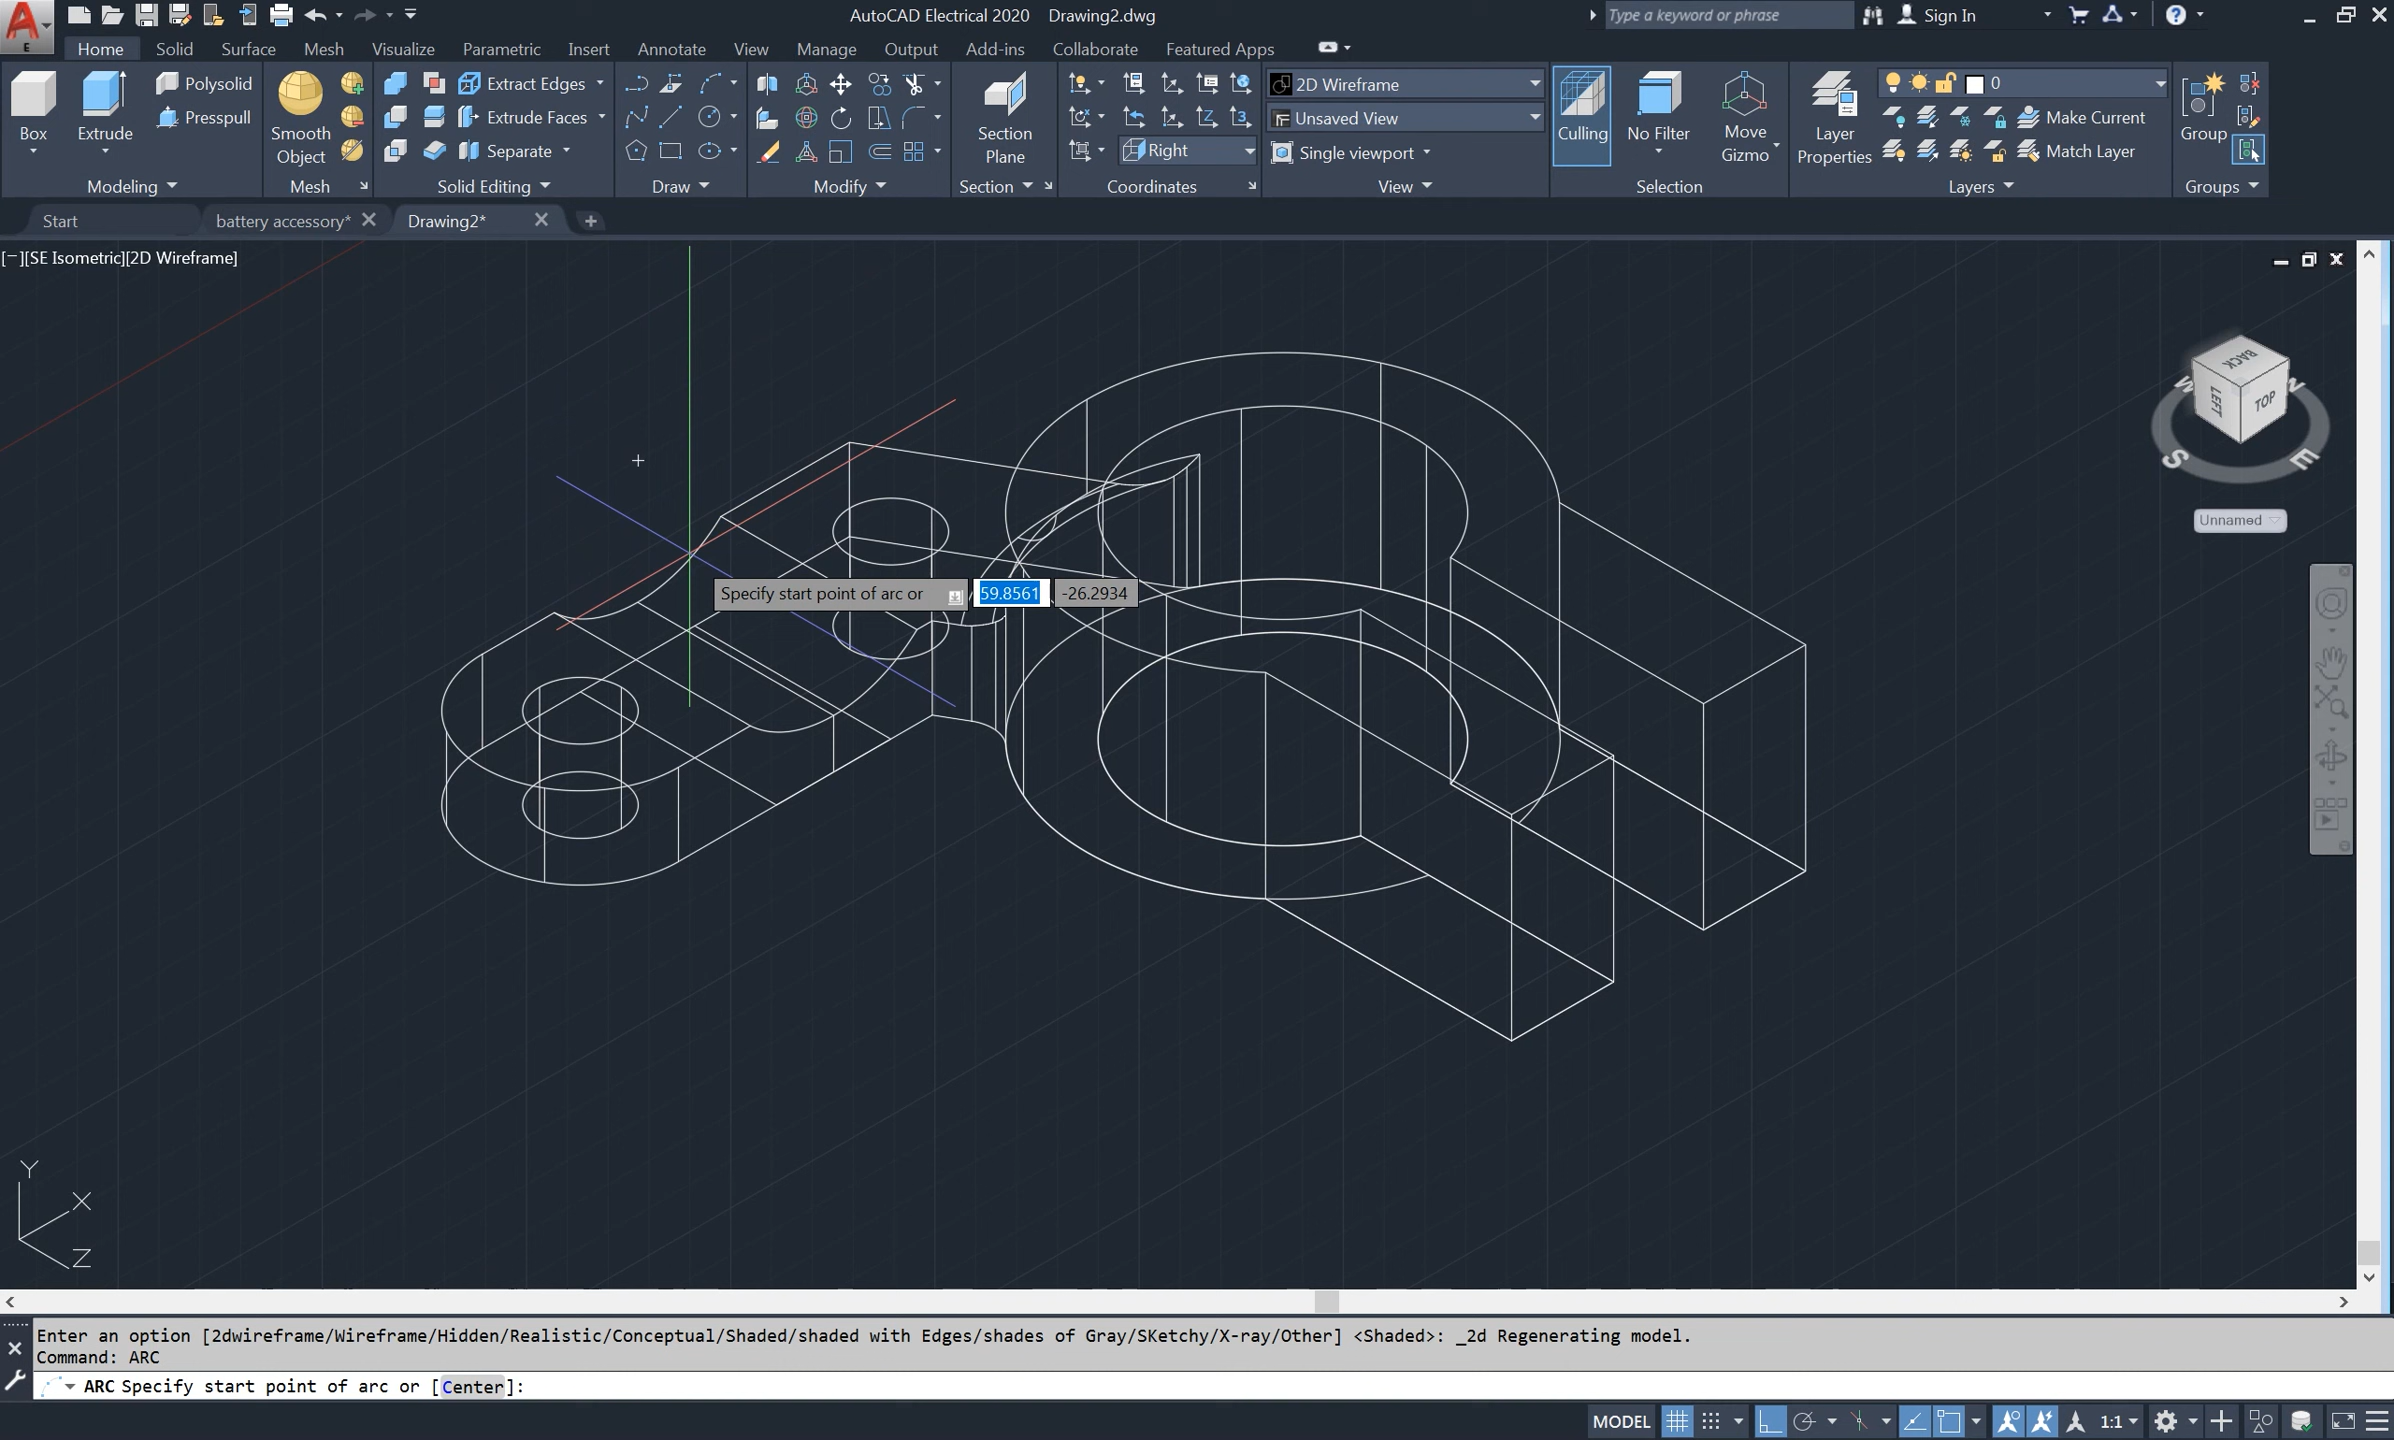 AutoCAD Electrical 2020 Drawing2.dwg
Type a keyword or phrase
Sign In
E
Home Solid Surface Mesh Visualize Parametric Insert Annotate View Manage Output Add-ins Collaborate Featured Apps
Polysolid
Extract Edges
2D Wireframe
0
Presspull
Extrude Faces
Unsaved View
Make Current
Box
Extrude
Smooth Object
Separate
Section Plane
Right
Single viewport
Culling
No Filter
Move Gizmo
Layer Properties
Match Layer
Group
Modeling Mesh Solid Editing Draw Modify Section Coordinates View Selection Layers Groups
Start battery accessory* Drawing2*
[−][SE Isometric][2D Wireframe]
BACK
LEFT
TOP
W
N
S
E
Unnamed
Specify start point of arc or 59.8561 -26.2934
Y
X
Z
Enter an option [2dwireframe/Wireframe/Hidden/Realistic/Conceptual/Shaded/shaded with Edges/shades of Gray/SKetchy/X-ray/Other] <Shaded>: _2d Regenerating model.
Command: ARC
ARC Specify start point of arc or [Center]:
MODEL 1:1